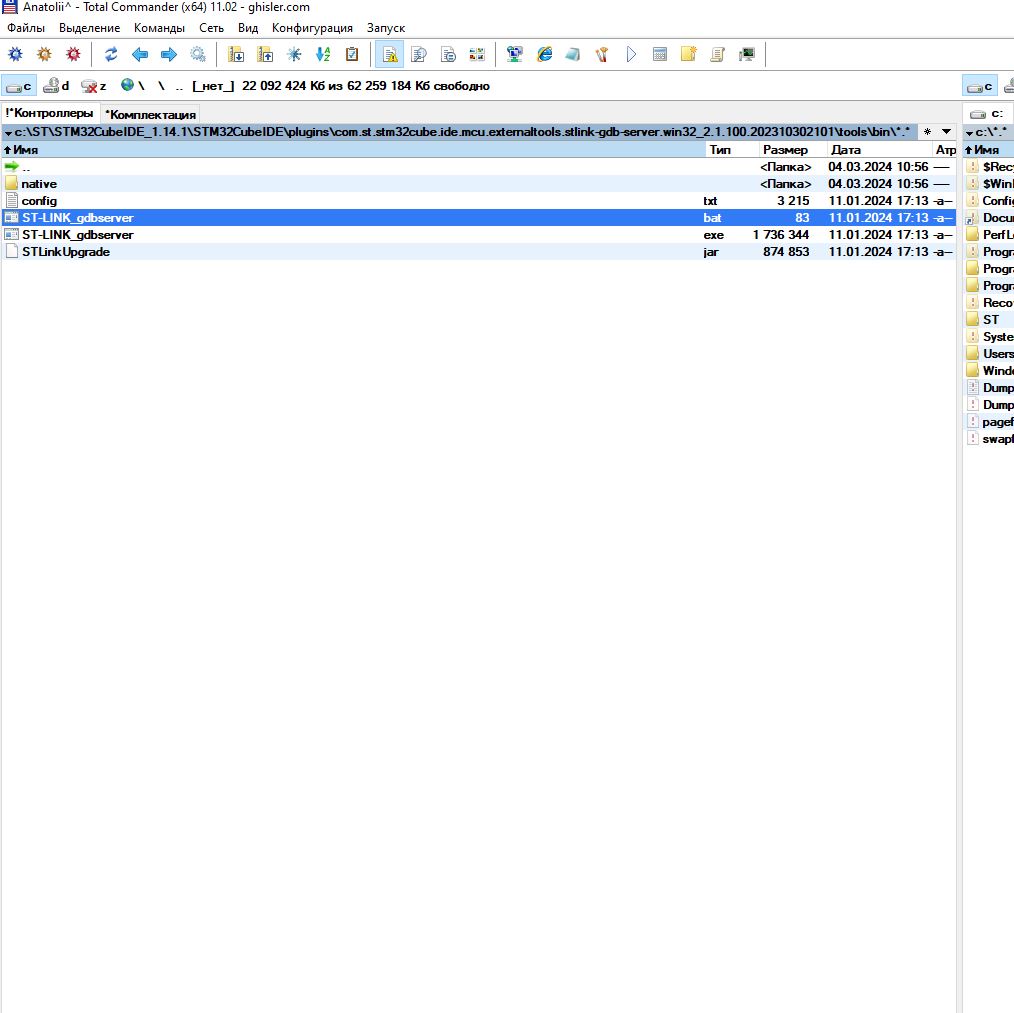 Anatolii^ - Total Commander (x64) 11.02 - ghisler.com
Файлы Выделение Команды Сеть Вид Конфигурация Запуск
c d z \ \ .. [_нет_] 22 092 424 Кб из 62 259 184 Кб свободно c
!*Контроллеры *Комплектация c:
c:\ST\STM32CubeIDE_1.14.1\STM32CubeIDE\plugins\com.st.stm32cube.ide.mcu.externaltools.stlink-gdb-server.win32_2.1.100.202310302101\tools\bin\*.* * c:\*.*
Имя Тип Размер Дата Атр Имя
.. <Папка> 04.03.2024 10:56 —— $Recy
native <Папка> 04.03.2024 10:56 —— $WinI
config txt 3 215 11.01.2024 17:13 -a— Config
ST-LINK_gdbserver bat 83 11.01.2024 17:13 -a— Docu
ST-LINK_gdbserver exe 1 736 344 11.01.2024 17:13 -a— PerfL
STLinkUpgrade jar 874 853 11.01.2024 17:13 -a— Progr
Progr
Progr
Reco
ST
Syste
Users
Windo
Dump
Dump
pagef
swapf